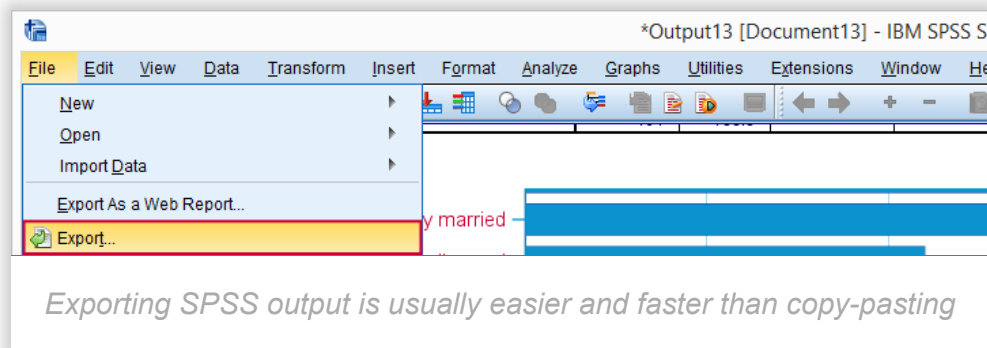 *Output13 [Document13] - IBM SPSS S
File Edit View Data Transform Insert Format Analyze Graphs Utilities Extensions Window He
New
Open
Import Data
Export As a Web Report...
y married
Export...
Exporting SPSS output is usually easier and faster than copy-pasting